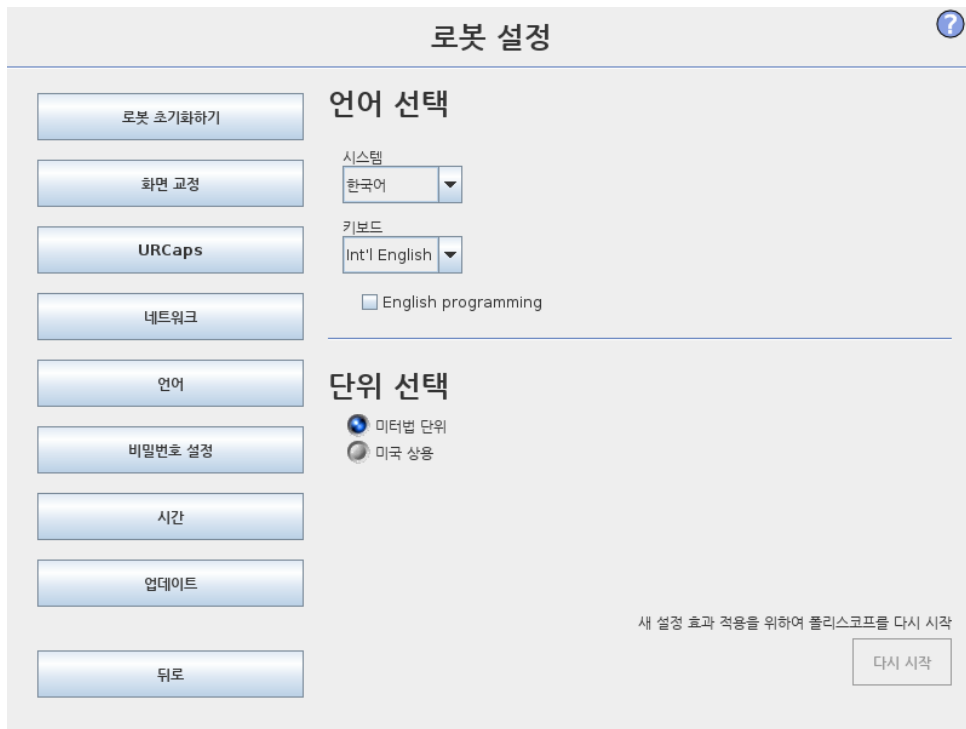 로봇 설정
?
로봇 초기화하기
화면 교정
URCaps
네트워크
언어
비밀번호 설정
시간
업데이트
뒤로
언어 선택
시스템
한국어
키보드
Int'l English
English programming
단위 선택
미터법 단위
미국 상용
새 설정 효과 적용을 위하여 폴리스코프를 다시 시작
다시 시작